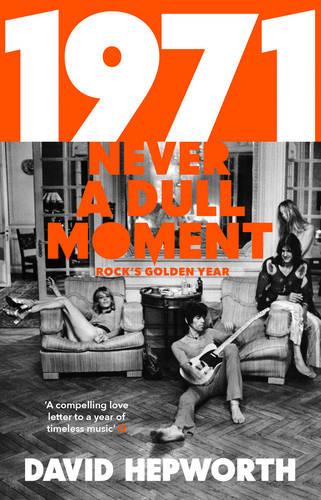 1971
NEVER
A DULL
MOMENT
ROCK'S GOLDEN YEAR
'A compelling love
letter to a year of
timeless music' Q
DAVID HEPWORTH